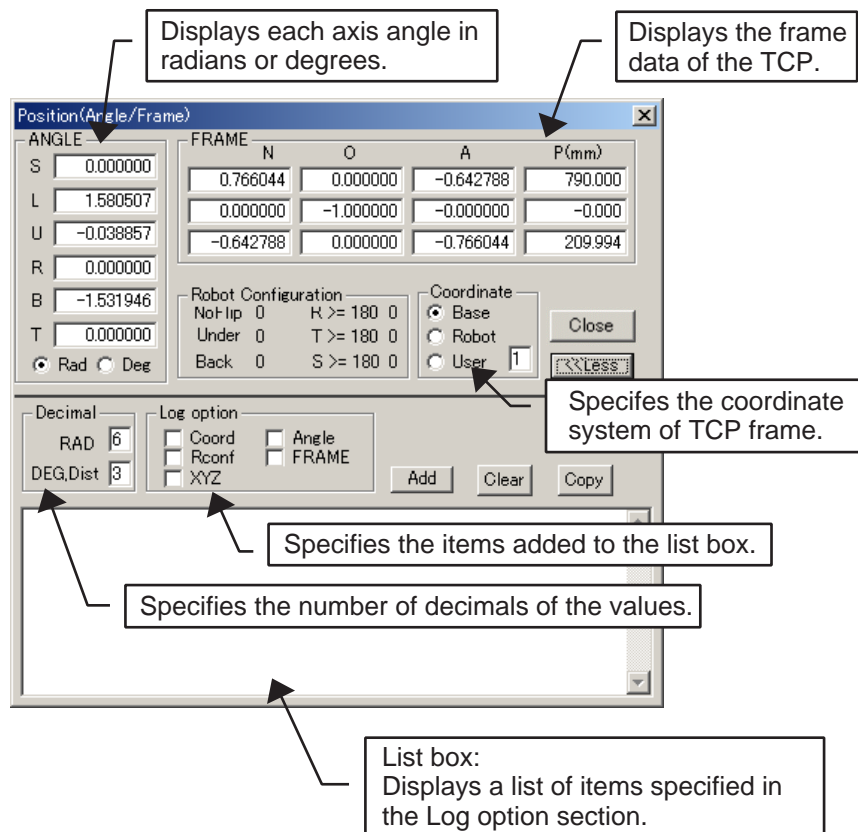 Displays each axis angle in
radians or degrees.
Displays the frame
data of the TCP.
Position(Angle/Frame)
ANGLE
S 0.000000
L 1.580507
U -0.038857
R 0.000000
B -1.531946
T 0.000000
Rad Deg
FRAME
N O A P(mm)
0.766044 0.000000 -0.642788 790.000
0.000000 -1.000000 -0.000000 -0.000
-0.642788 0.000000 -0.766044 209.994
Robot Configuration
NoFlip 0 R >= 180 0
Under 0 T >= 180 0
Back 0 S >= 180 0
Coordinate
Base
Robot
User 1
Close
<<Less
Specifes the coordinate
system of TCP frame.
Decimal
RAD 6
DEG,Dist 3
Log option
Coord Angle
Rconf FRAME
XYZ
Add Clear Copy
Specifies the items added to the list box.
Specifies the number of decimals of the values.
List box:
Displays a list of items specified in
the Log option section.